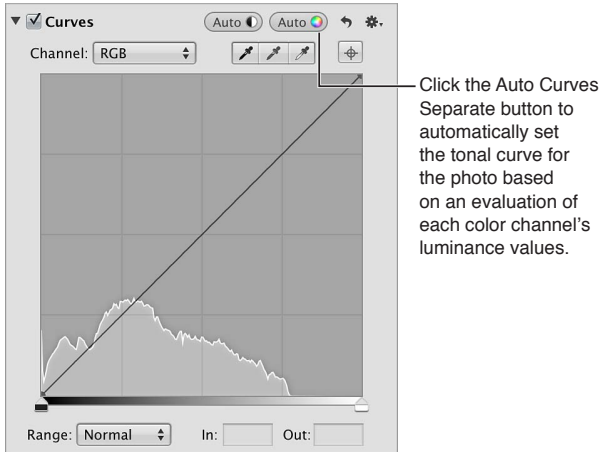 Curves
Auto Auto
Channel: RGB
Click the Auto Curves
Separate button to
automatically set
the tonal curve for
the photo based
on an evaluation of
each color channel's
luminance values.
Range: Normal In: Out: